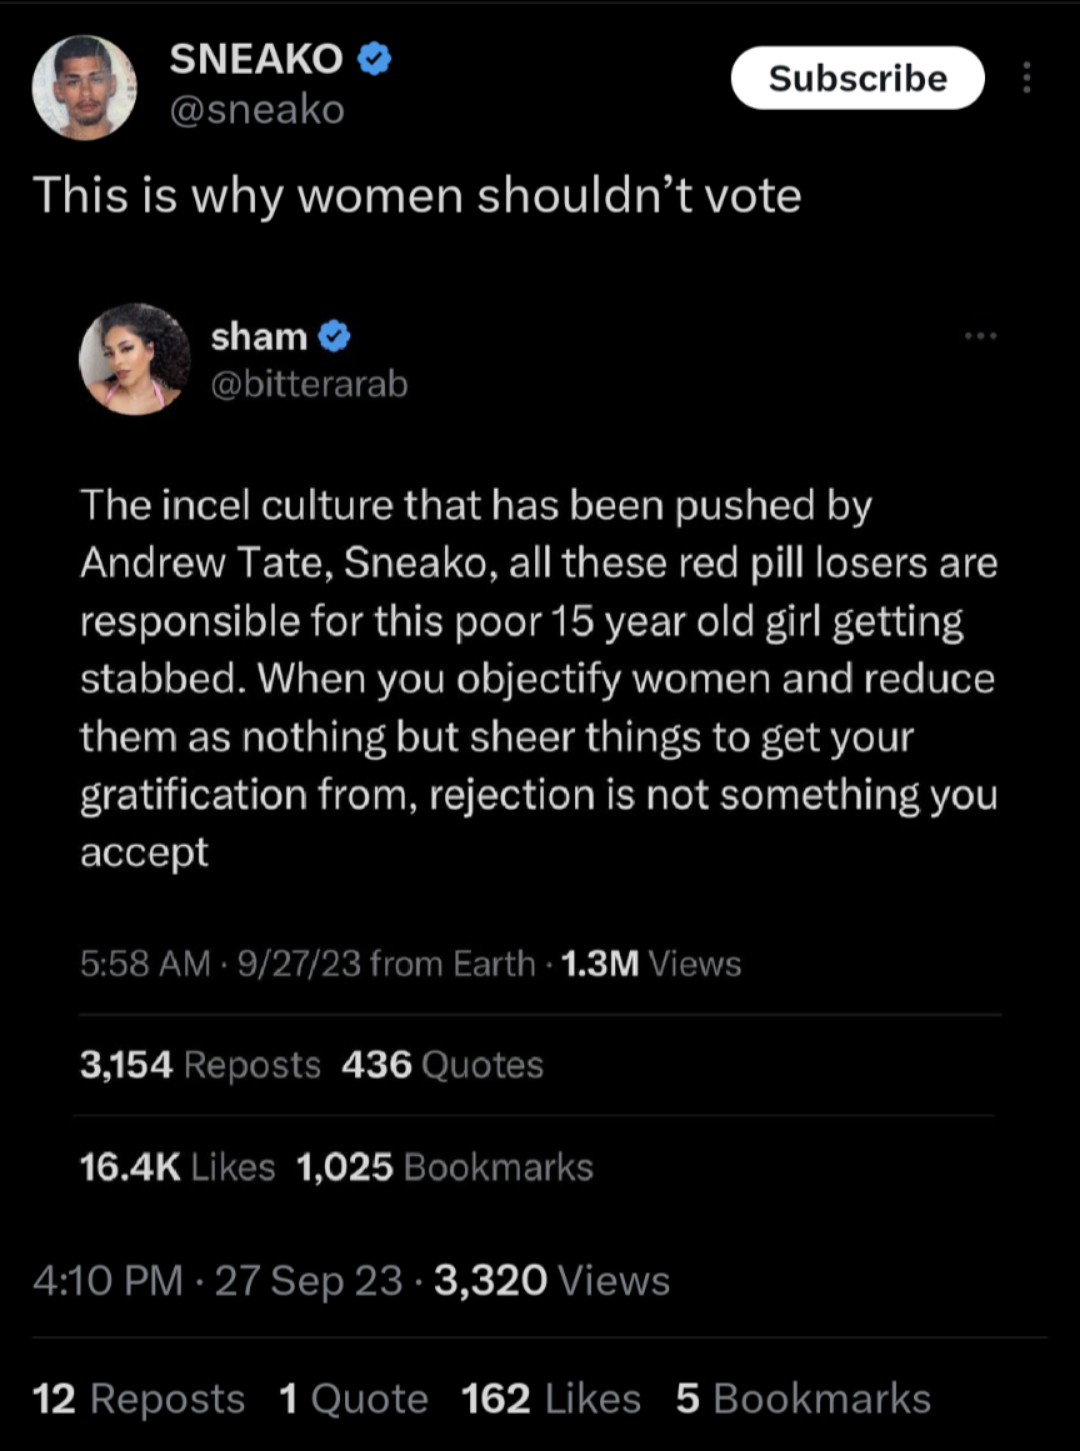 SNEAKO
Subscribe
@sneako
This is why women shouldn’t vote
sham
@bitterarab
The incel culture that has been pushed by
Andrew Tate, Sneako, all these red pill losers are
responsible for this poor 15 year old girl getting
stabbed. When you objectify women and reduce
them as nothing but sheer things to get your
gratification from, rejection is not something you
accept
5:58 AM · 9/27/23 from Earth · 1.3M Views
3,154 Reposts 436 Quotes
16.4K Likes 1,025 Bookmarks
4:10 PM · 27 Sep 23 · 3,320 Views
12 Reposts 1 Quote 162 Likes 5 Bookmarks